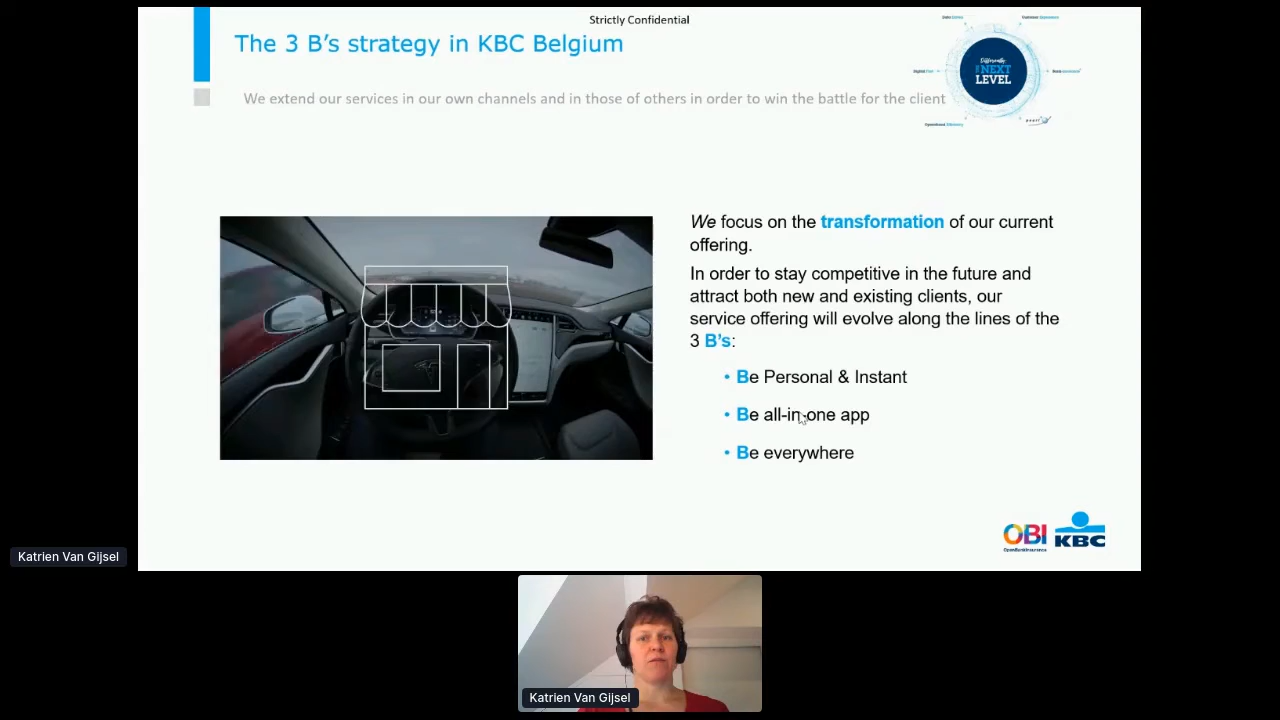 Strictly Confidential
The 3 B's strategy in KBC Belgium
We extend our services in our own channels and in those of others in order to win the battle for the client
Differently
THE NEXT
LEVEL
We focus on the transformation of our current
offering.
In order to stay competitive in the future and
attract both new and existing clients, our
service offering will evolve along the lines of the
3 B's:
• Be Personal & Instant
• Be all-in-one app
• Be everywhere
OBI
KBC
Katrien Van Gijsel
Katrien Van Gijsel